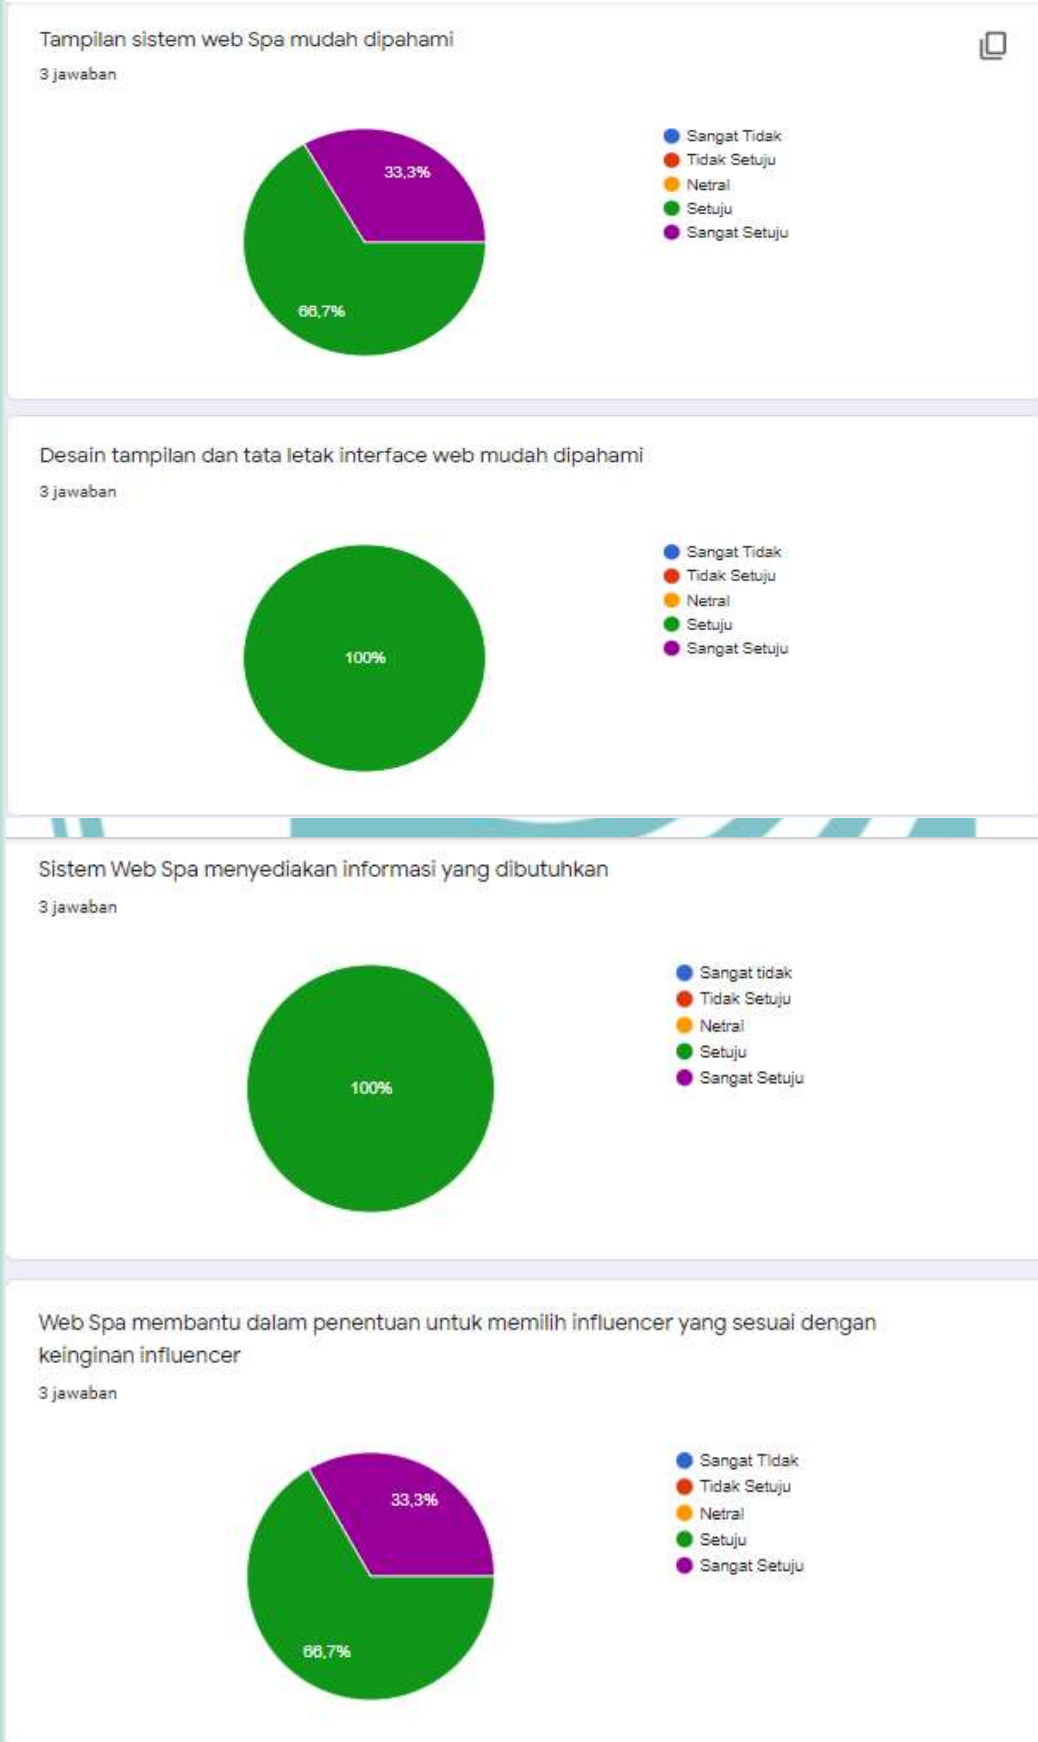 Tampilan sistem web Spa mudah dipahami
3 jawaban
33,3%
66,7%
Sangat Tidak
Tidak Setuju
Netral
Setuju
Sangat Setuju
Desain tampilan dan tata letak interface web mudah dipahami
3 jawaban
100%
Sangat Tidak
Tidak Setuju
Netral
Setuju
Sangat Setuju
Sistem Web Spa menyediakan informasi yang dibutuhkan
3 jawaban
100%
Sangat tidak
Tidak Setuju
Netral
Setuju
Sangat Setuju
Web Spa membantu dalam penentuan untuk memilih influencer yang sesuai dengan
keinginan influencer
3 jawaban
33,3%
66,7%
Sangat TIdak
Tidak Setuju
Netral
Setuju
Sangat Setuju